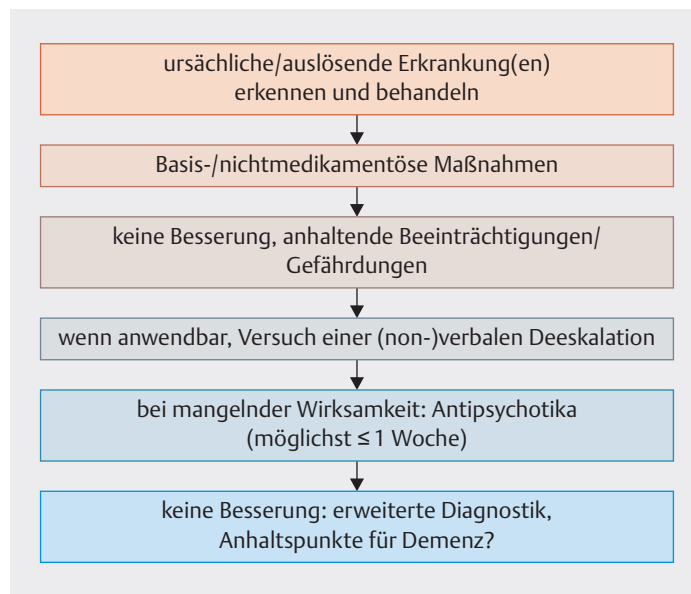 ursächliche/auslösende Erkrankung(en)
erkennen und behandeln
Basis-/nichtmedikamentöse Maßnahmen
keine Besserung, anhaltende Beeinträchtigungen/
Gefährdungen
wenn anwendbar, Versuch einer (non-)verbalen Deeskalation
bei mangelnder Wirksamkeit: Antipsychotika
(möglichst ≤ 1 Woche)
keine Besserung: erweiterte Diagnostik,
Anhaltspunkte für Demenz?